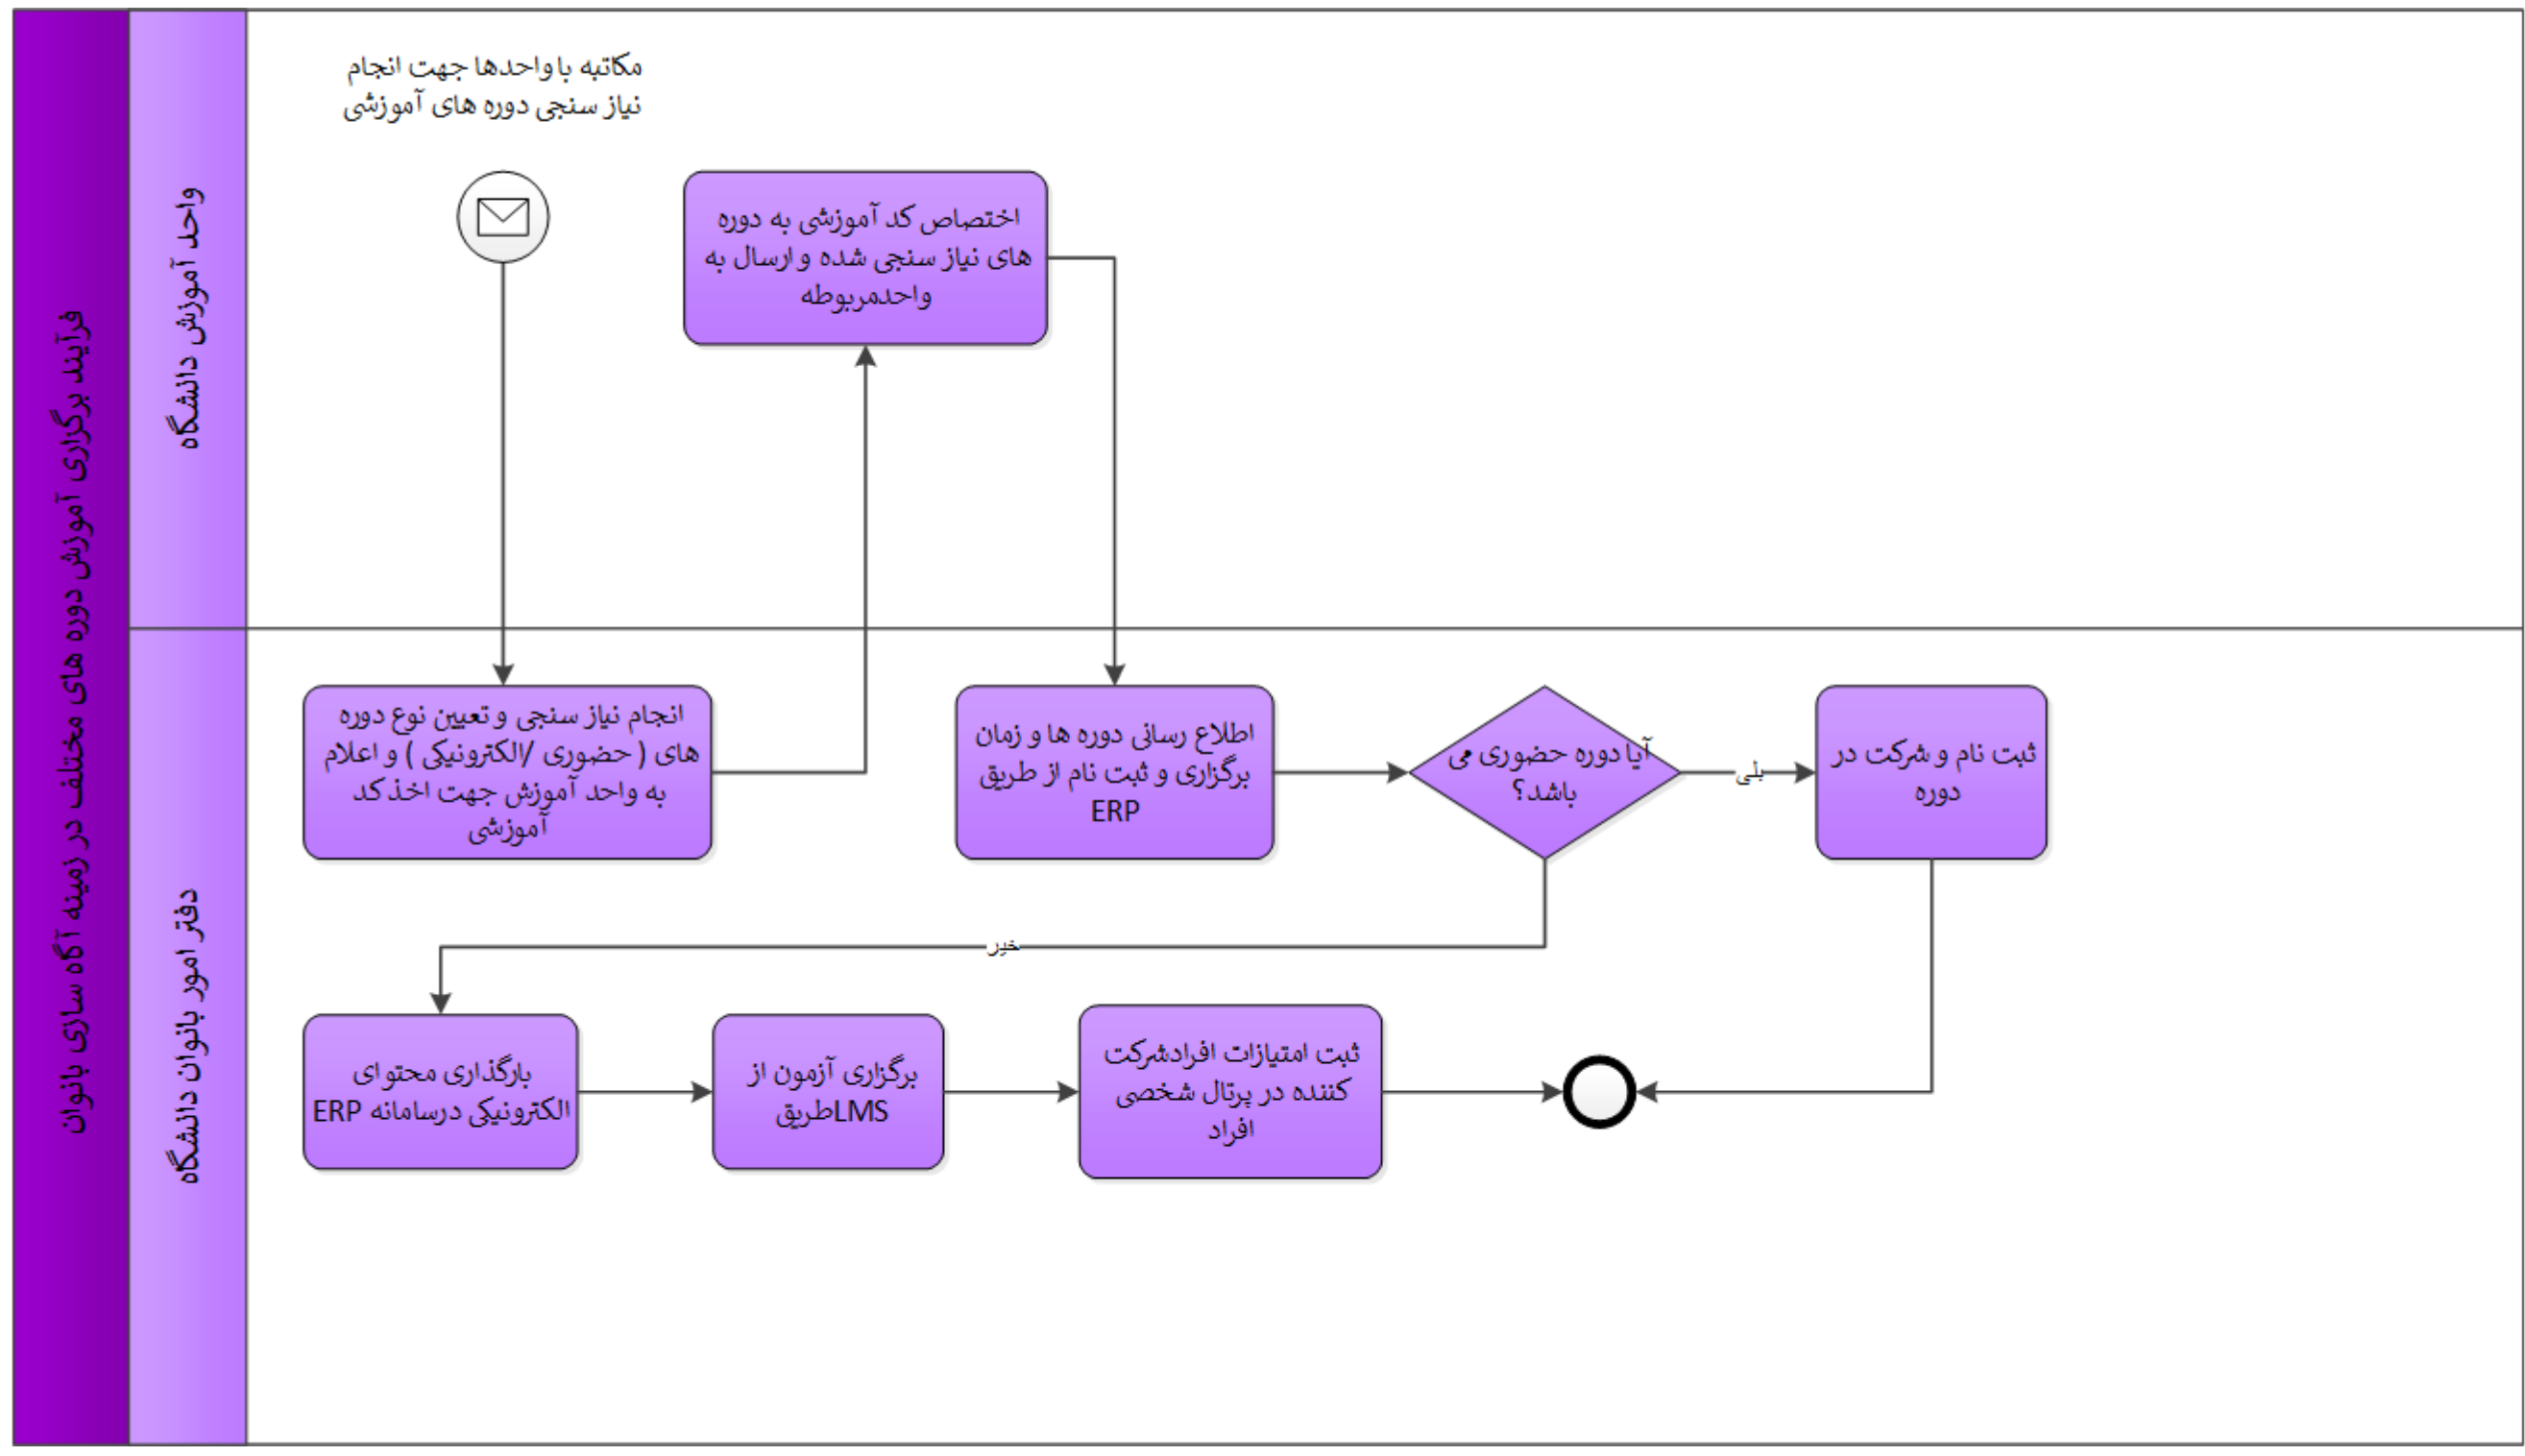 فرآیند برگزاری آموزش دوره های مختلف در زمینه آگاه سازی بانوان
واحد آموزش دانشگاه
مکاتبه با واحدها جهت انجام
نیاز سنجی دوره های آموزشی
اختصاص کد آموزشی به دوره
های نیاز سنجی شده و ارسال به
واحدمربوطه
دفتر امور بانوان دانشگاه
انجام نیاز سنجی و تعیین نوع دوره
های ( حضوری /الکترونیکی ) و اعلام
به واحد آموزش جهت اخذ کد
آموزشی
اطلاع رسانی دوره ها و زمان
برگزاری و ثبت نام از طریق
ERP
آیا دوره حضوری می
باشد؟
بلی
ثبت نام و شرکت در
دوره
خیر
بارگذاری محتوای
الکترونیکی درسامانه ERP
برگزاری آزمون از
طریقLMS
ثبت امتیازات افرادشرکت
کننده در پرتال شخصی
افراد